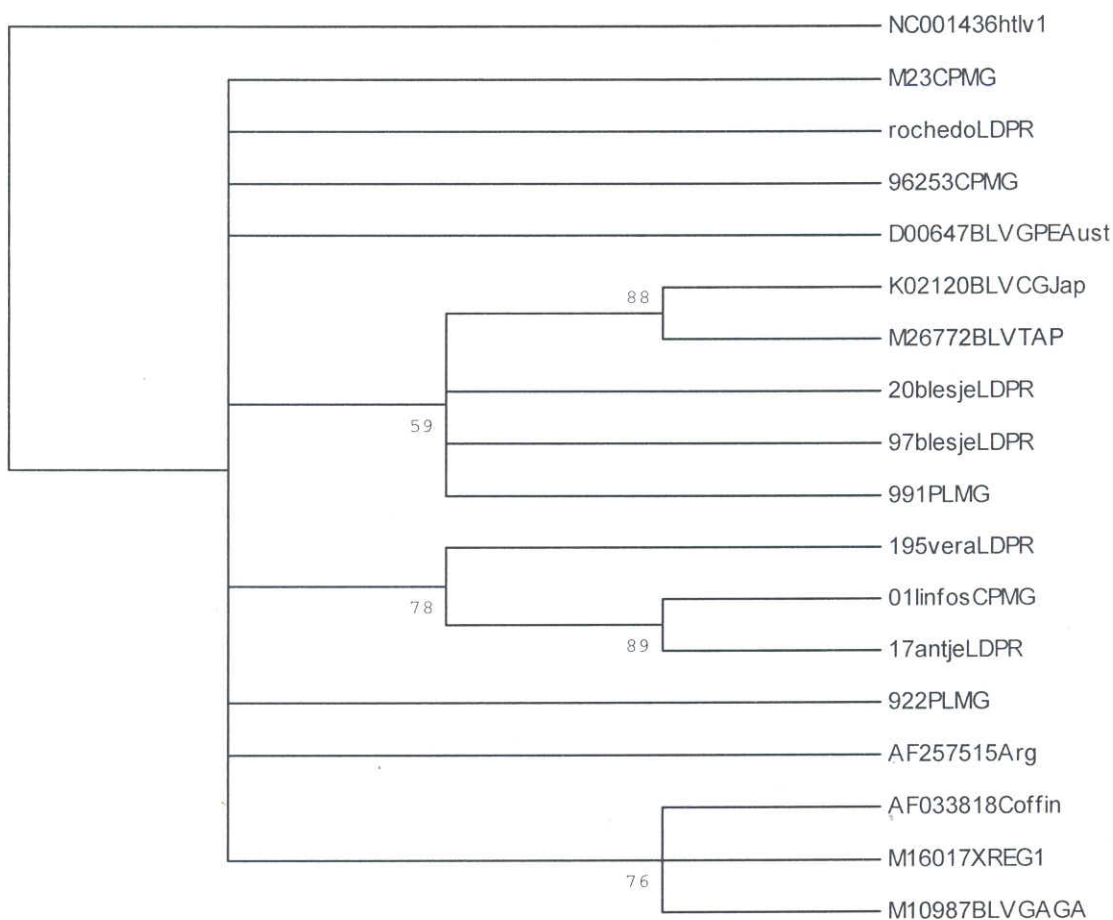 NC001436htlv1
M23CPMG
rochedoLDPR
96253CPMG
D00647BLVGPEAust
K02120BLVCGJap
88
M26772BLVTAP
20blesjeLDPR
59
97blesjeLDPR
991PLMG
195veraLDPR
78
01linfosCPMG
89
17antjeLDPR
922PLMG
AF257515Arg
AF033818Coffin
M16017XREG1
76
M10987BLVGAGA